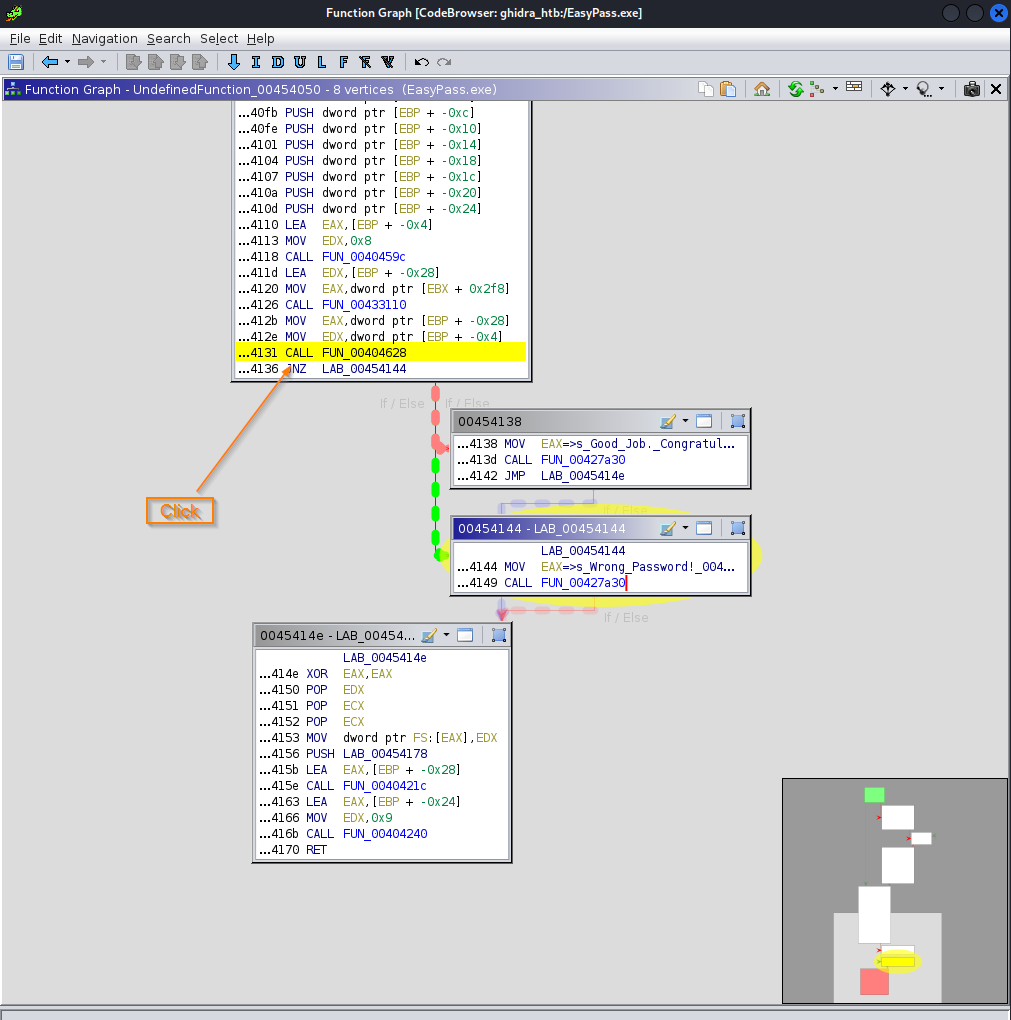 Function Graph [CodeBrowser: ghidra_htb:/EasyPass.exe]
File Edit Navigation Search Select Help
I D U L F
Function Graph - UndefinedFunction_00454050 - 8 vertices (EasyPass.exe)
...40fb PUSH dword ptr [EBP + -0xc]
...40fe PUSH dword ptr [EBP + -0x10]
...4101 PUSH dword ptr [EBP + -0x14]
...4104 PUSH dword ptr [EBP + -0x18]
...4107 PUSH dword ptr [EBP + -0x1c]
...410a PUSH dword ptr [EBP + -0x20]
...410d PUSH dword ptr [EBP + -0x24]
...4110 LEA EAX,[EBP + -0x4]
...4113 MOV EDX,0x8
...4118 CALL FUN_0040459c
...411d LEA EDX,[EBP + -0x28]
...4120 MOV EAX,dword ptr [EBX + 0x2f8]
...4126 CALL FUN_00433110
...412b MOV EAX,dword ptr [EBP + -0x28]
...412e MOV EDX,dword ptr [EBP + -0x4]
...4131 CALL FUN_00404628
...4136 JNZ LAB_00454144
If / Else If / Else
00454138
...4138 MOV EAX=>s_Good_Job._Congratul...
...413d CALL FUN_00427a30
...4142 JMP LAB_0045414e
Click
If / Else
00454144 - LAB_00454144
LAB_00454144
...4144 MOV EAX=>s_Wrong_Password!_004...
...4149 CALL FUN_00427a30
If / Else
0045414e - LAB_00454...
LAB_0045414e
...414e XOR EAX,EAX
...4150 POP EDX
...4151 POP ECX
...4152 POP ECX
...4153 MOV dword ptr FS:[EAX],EDX
...4156 PUSH LAB_00454178
...415b LEA EAX,[EBP + -0x28]
...415e CALL FUN_0040421c
...4163 LEA EAX,[EBP + -0x24]
...4166 MOV EDX,0x9
...416b CALL FUN_00404240
...4170 RET